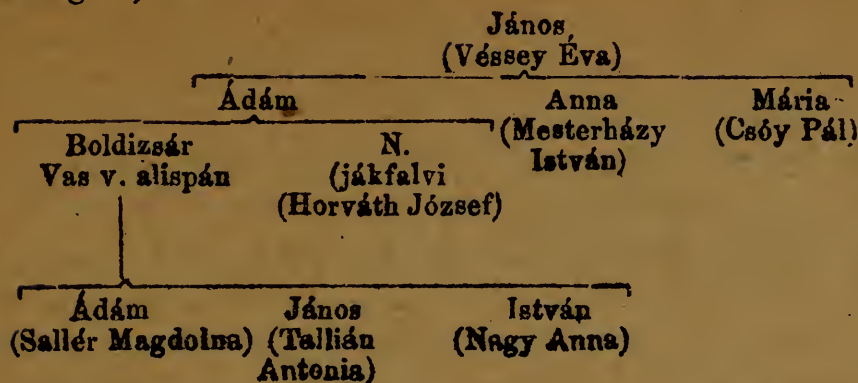 János
(Véssey Éva)
Ádám Anna Mária
Boldizsár N. (Mesterházy (Csóy Pál)
Vas v. alispán (jákfalvi István)
(Horváth József)
Ádám János István
(Sallér Magdolna) (Tallián (Nagy Anna)
Antonia)